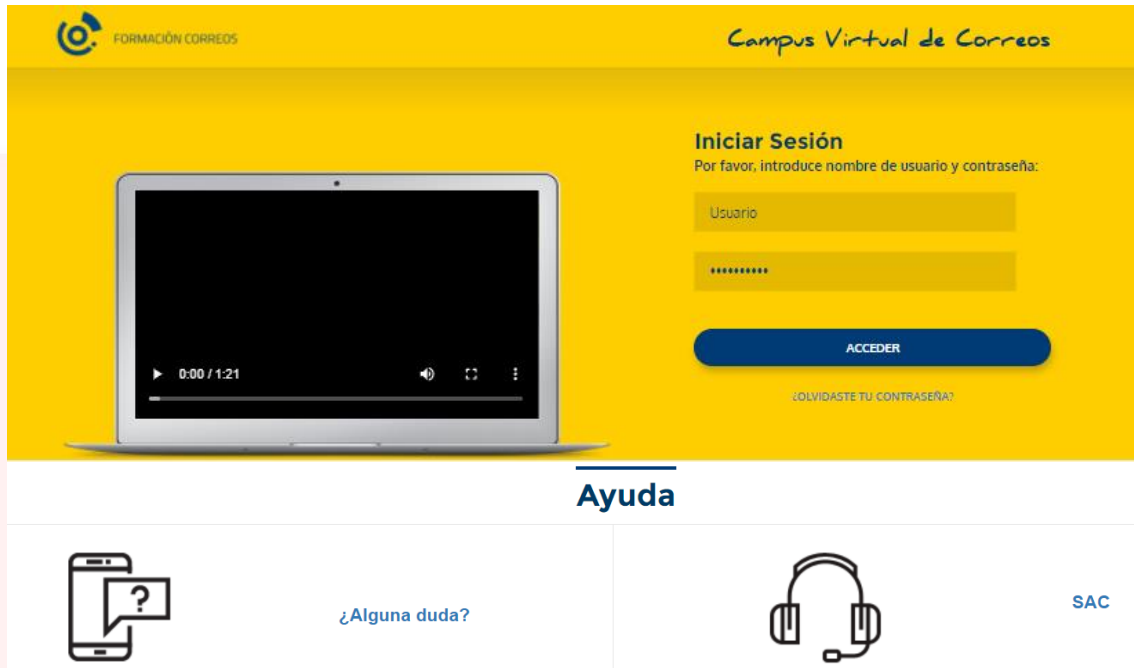 FORMACIÓN CORREOS
Campus Virtual de Correos
Iniciar Sesión
Por favor, introduce nombre de usuario y contraseña:
Usuario
••••••••••
0:00 / 1:21
ACCEDER
¿OLVIDASTE TU CONTRASEÑA?
Ayuda
?
¿Alguna duda?
SAC